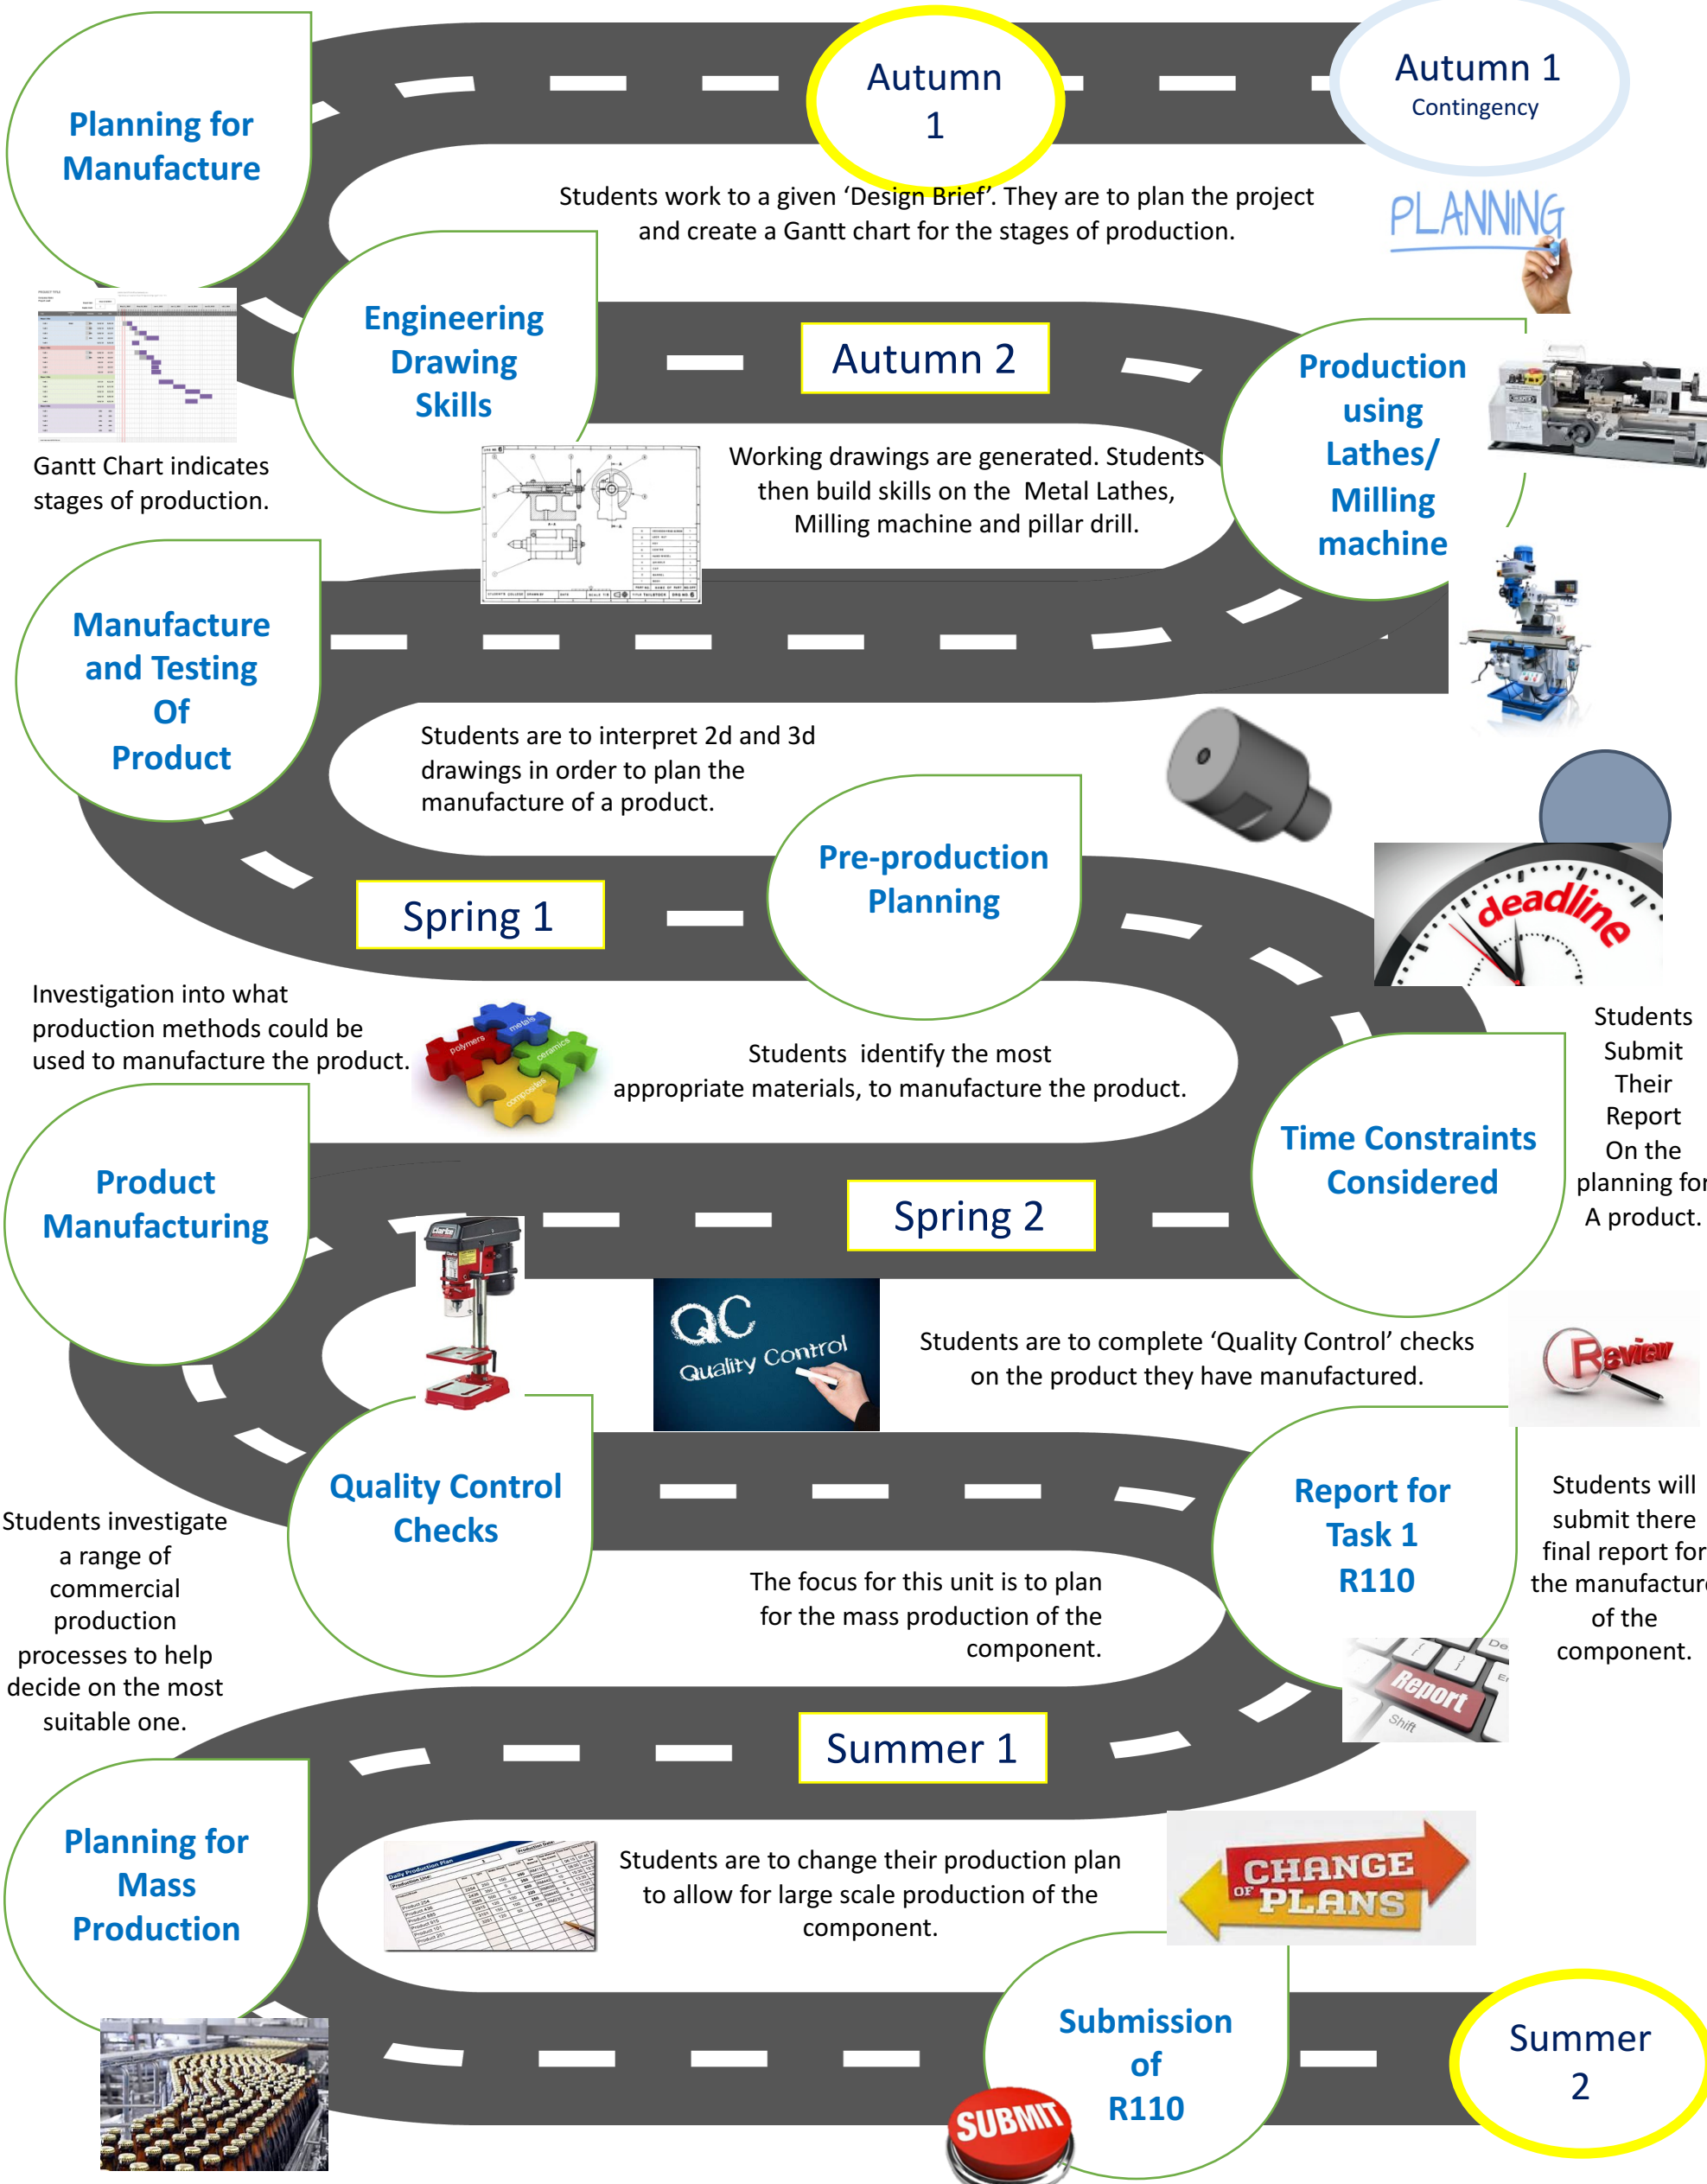 Autumn
1
Autumn 1
Contingency
Planning for
Manufacture
Students work to a given ‘Design Brief’. They are to plan the project
and create a Gantt chart for the stages of production.
PLANNING
Engineering
Drawing
Skills
Autumn 2
Production
using
Lathes/
Milling
machine
Gantt Chart indicates
stages of production.
Working drawings are generated. Students
then build skills on the  Metal Lathes,
Milling machine and pillar drill.
Manufacture
and Testing
Of
Product
Students are to interpret 2d and 3d
drawings in order to plan the
manufacture of a product.
Pre-production
Planning
deadline
Spring 1
Investigation into what
production methods could be
used to manufacture the product.
metals
polymers
ceramics
composites
Students  identify the most
appropriate materials, to manufacture the product.
Students
Submit
Their
Report
On the
planning for
A product.
Time Constraints
Considered
Product
Manufacturing
Spring 2
Clarke
QC
Quality Control
Students are to complete ‘Quality Control’ checks
on the product they have manufactured.
Review
Quality Control
Checks
Report for
Task 1
R110
Students will
submit there
final report for
the manufacture
of the
component.
Students investigate
a range of
commercial
production
processes to help
decide on the most
suitable one.
The focus for this unit is to plan
for the mass production of the
component.
Report
Shift
Summer 1
Planning for
Mass
Production
Daily Production Plan
Production Line:
Students are to change their production plan
to allow for large scale production of the
component.
CHANGE
OF PLANS
Submission
of
R110
SUBMIT
Summer
2